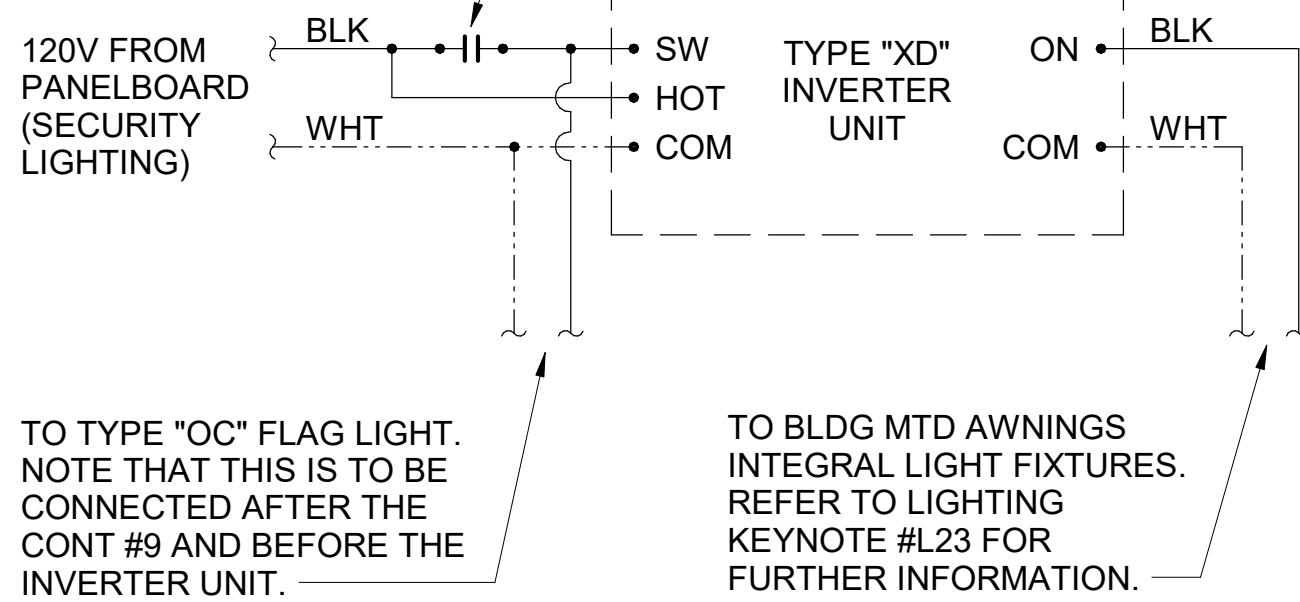 120V FROM
PANELBOARD
(SECURITY
LIGHTING)
BLK
WHT
SW
HOT
COM
TYPE "XD"
INVERTER
UNIT
ON
COM
BLK
WHT
TO TYPE "OC" FLAG LIGHT.
NOTE THAT THIS IS TO BE
CONNECTED AFTER THE
CONT #9 AND BEFORE THE
INVERTER UNIT.
TO BLDG MTD AWNINGS
INTEGRAL LIGHT FIXTURES.
REFER TO LIGHTING
KEYNOTE #L23 FOR
FURTHER INFORMATION.